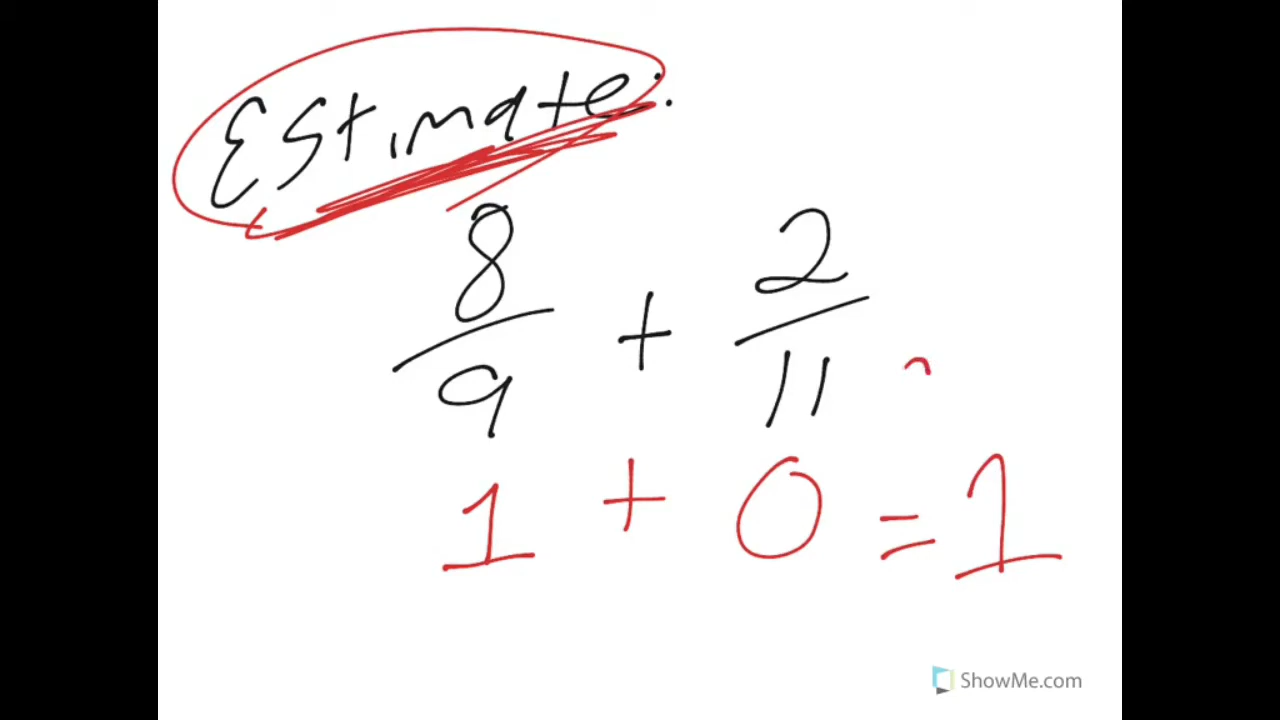 Estimate:
8/9 + 2/11
1 + 0 = 1
ShowMe.com